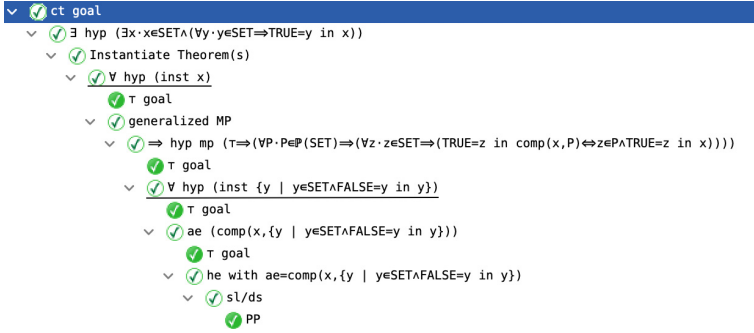 ct goal
∃ hyp (∃x·x∈SET∧(∀y·y∈SET⇒TRUE=y in x))
Instantiate Theorem(s)
∀ hyp (inst x)
⊤ goal
generalized MP
⇒ hyp mp (⊤⇒(∀P·P∈ℙ(SET)⇒(∀z·z∈SET⇒(TRUE=z in comp(x,P)⇔z∈P∧TRUE=z in x))))
⊤ goal
∀ hyp (inst {y ∣ y∈SET∧FALSE=y in y})
⊤ goal
ae (comp(x,{y ∣ y∈SET∧FALSE=y in y}))
⊤ goal
he with ae=comp(x,{y ∣ y∈SET∧FALSE=y in y})
sl/ds
PP